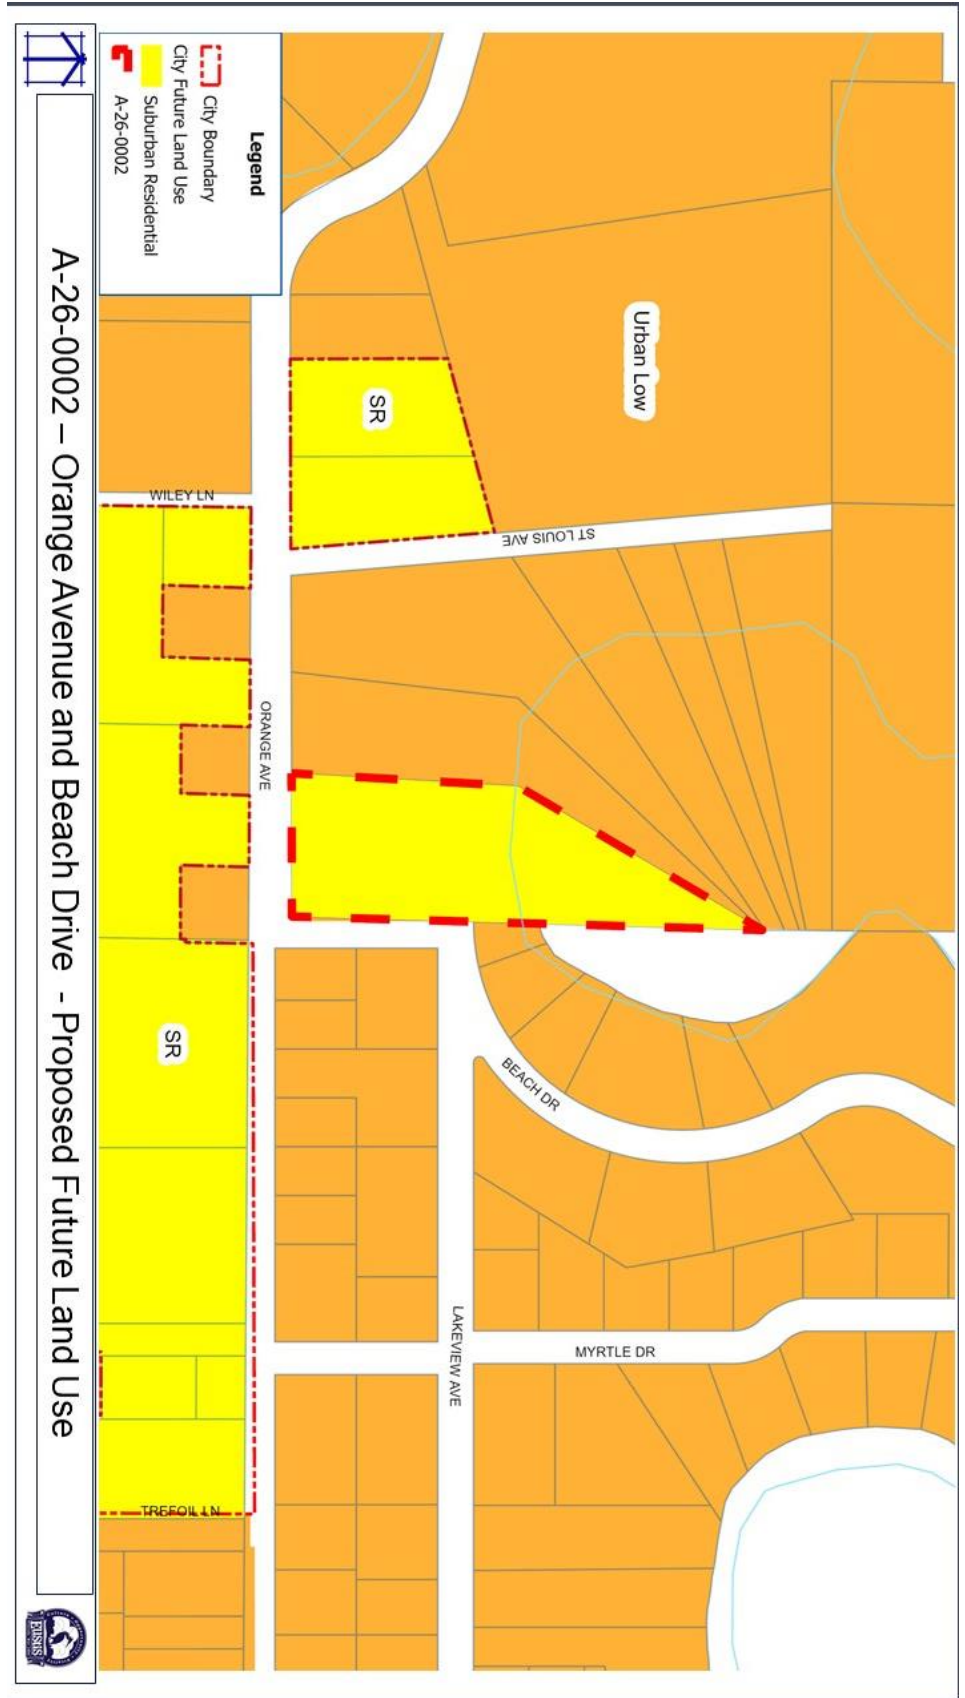 A-26-0002 – Orange Avenue and Beach Drive - Proposed Future Land Use
Legend
City Boundary
City Future Land Use
Suburban Residential
A-26-0002
Urban Low
SR
WILEY LN
ST LOUIS AVE
ORANGE AVE
SR
BEACH DR
LAKEVIEW AVE
MYRTLE DR
TREFOIL LN
EUSTIS